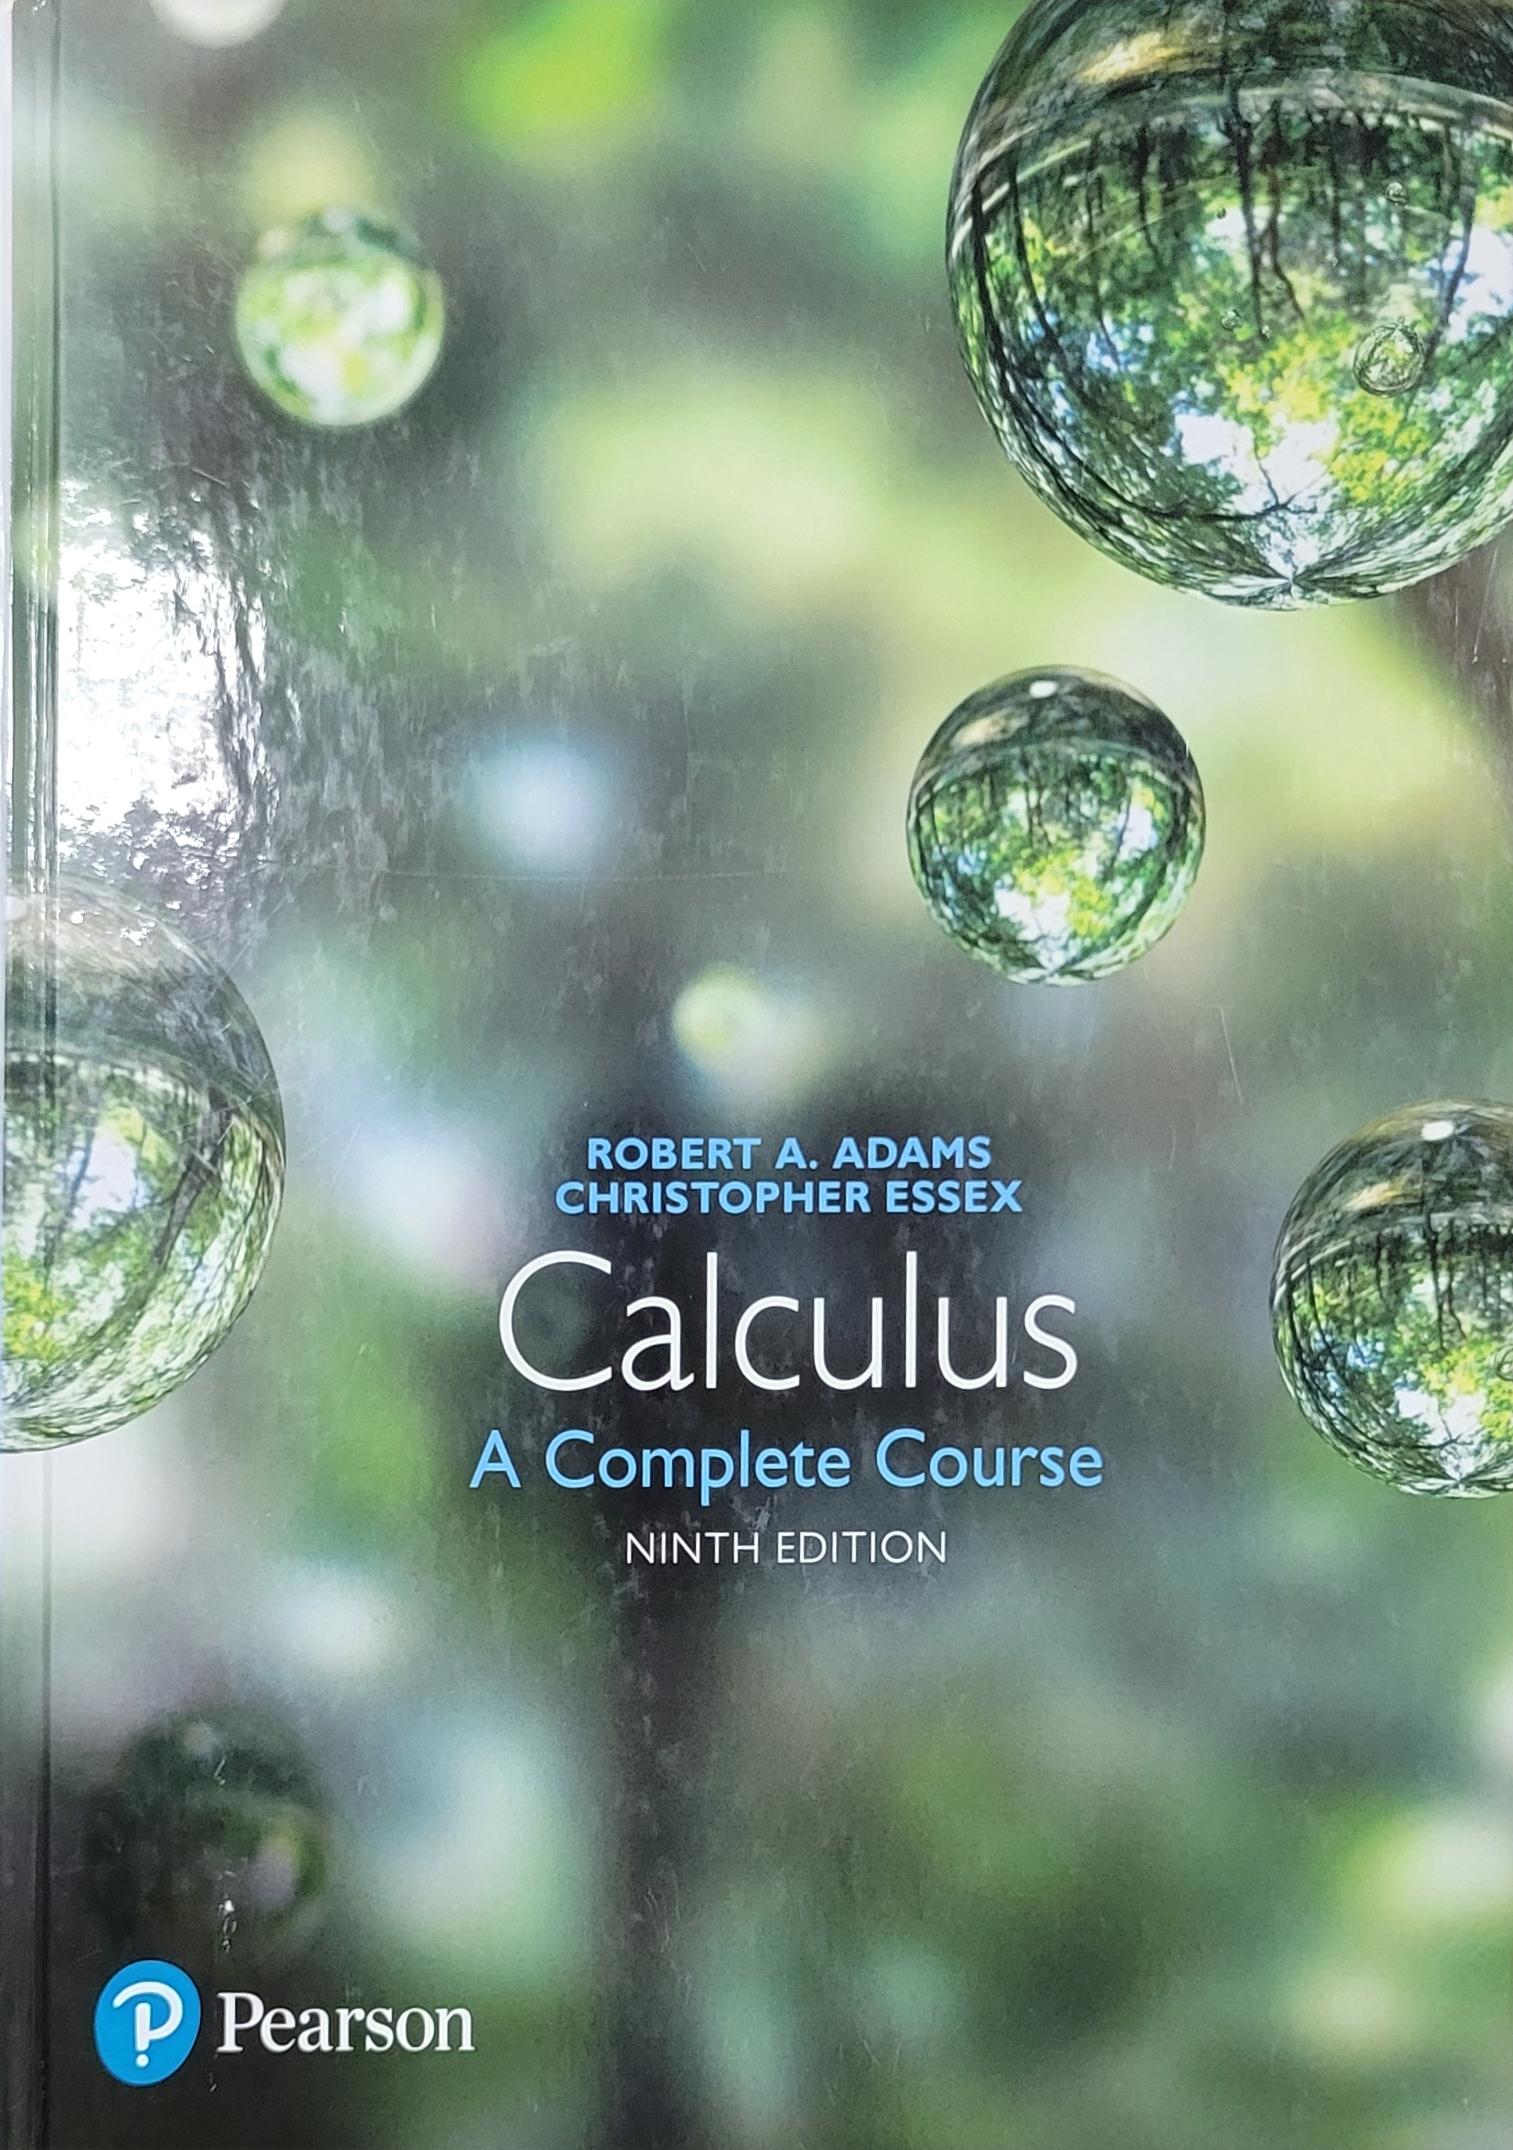 ROBERT A. ADAMS
CHRISTOPHER ESSEX
Calculus
A Complete Course
NINTH EDITION
Pearson